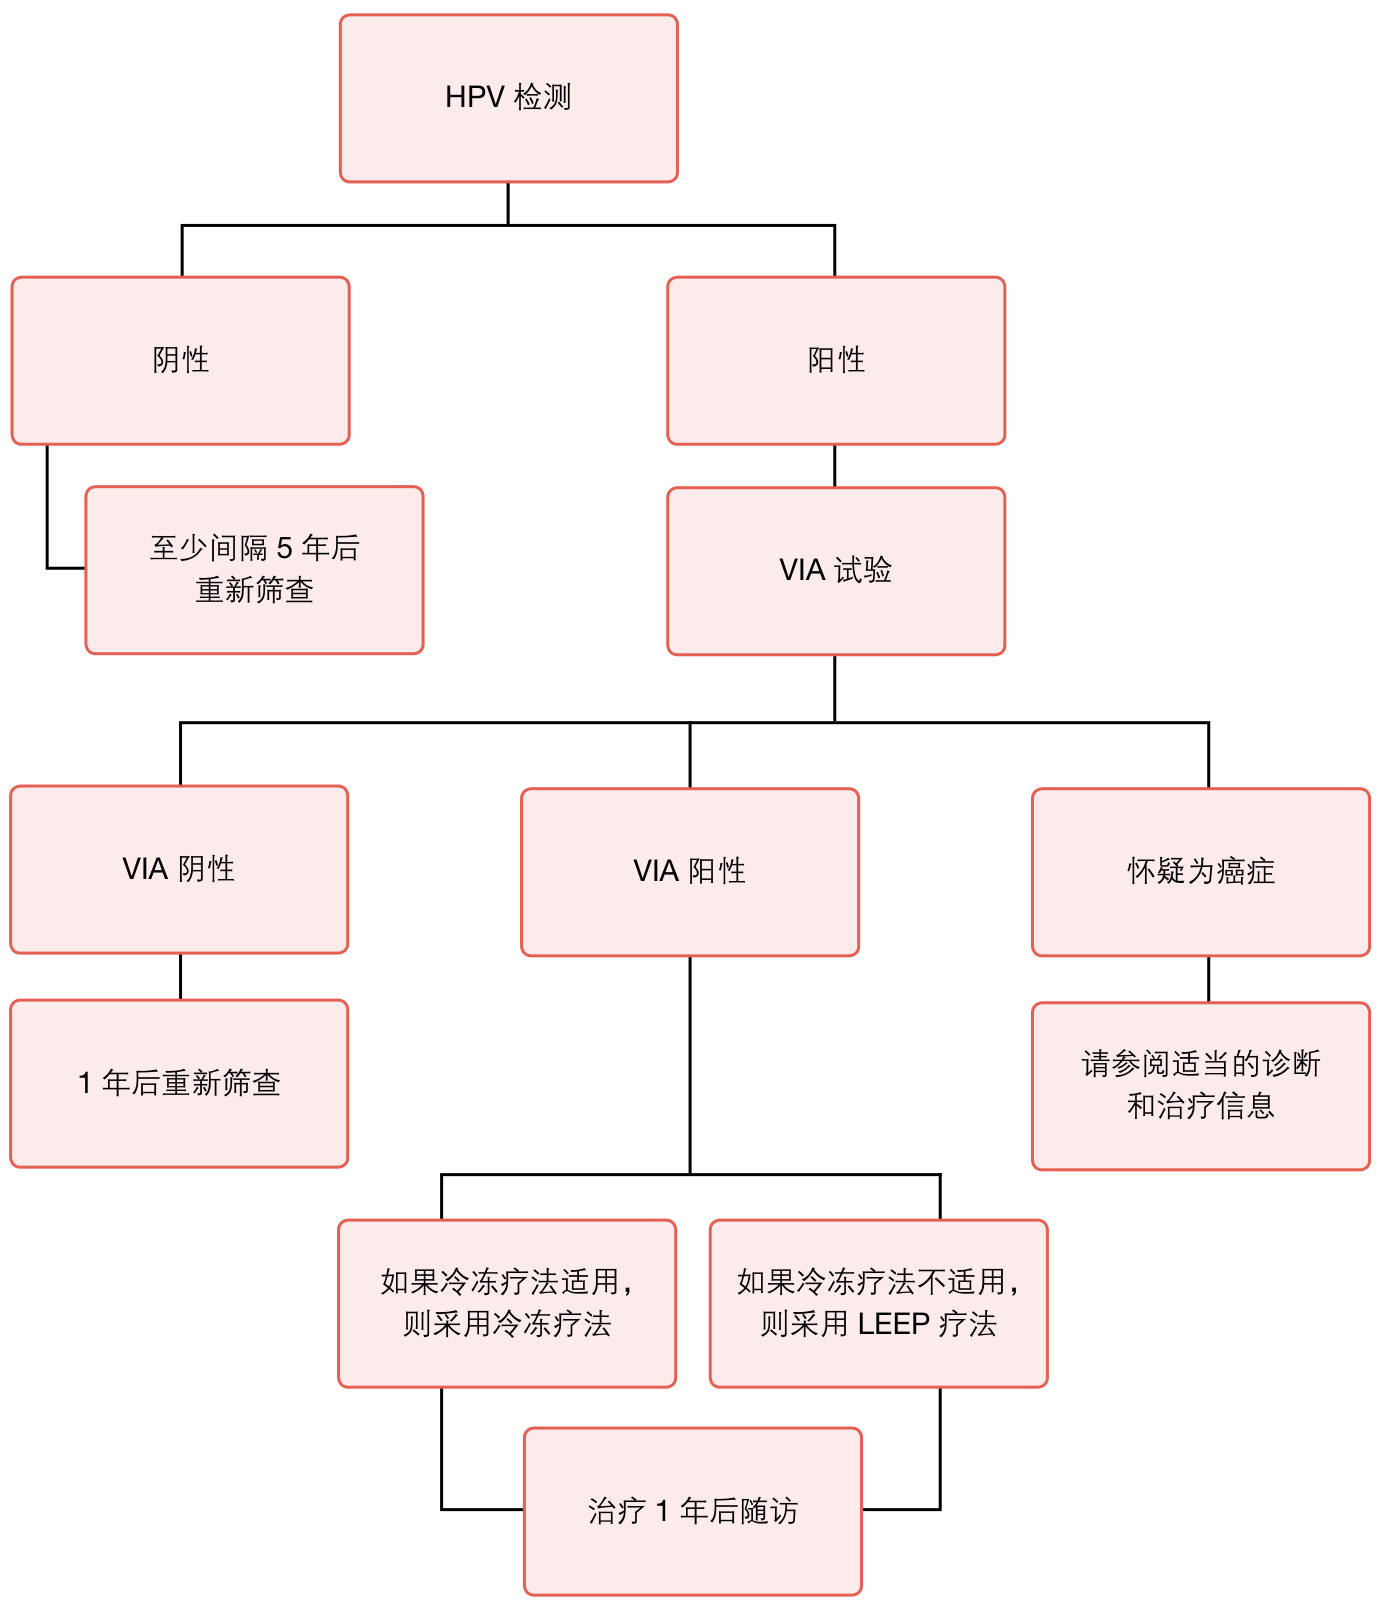 HPV 检测
阴性
阳性
至少间隔 5 年后
重新筛查
VIA 试验
VIA 阴性
VIA 阳性
怀疑为癌症
1 年后重新筛查
请参阅适当的诊断
和治疗信息
如果冷冻疗法适用，
则采用冷冻疗法
如果冷冻疗法不适用，
则采用 LEEP 疗法
治疗 1 年后随访